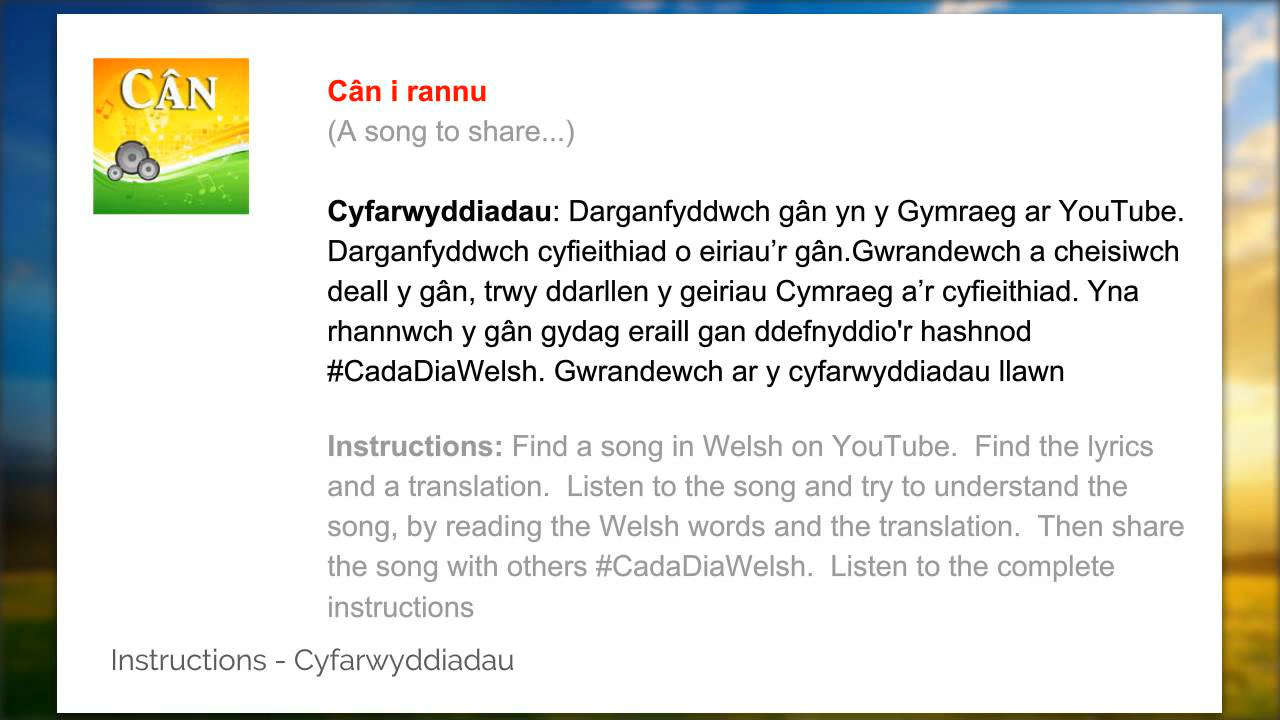 CÂN
Cân i rannu
(A song to share...)
Cyfarwyddiadau: Darganfyddwch gân yn y Gymraeg ar YouTube.
Darganfyddwch cyfieithiad o eiriau’r gân.Gwrandewch a cheisiwch
deall y gân, trwy ddarllen y geiriau Cymraeg a’r cyfieithiad. Yna
rhannwch y gân gydag eraill gan ddefnyddio'r hashnod
#CadaDiaWelsh. Gwrandewch ar y cyfarwyddiadau llawn
Instructions: Find a song in Welsh on YouTube.  Find the lyrics
and a translation.  Listen to the song and try to understand the
song, by reading the Welsh words and the translation.  Then share
the song with others #CadaDiaWelsh.  Listen to the complete
instructions
Instructions - Cyfarwyddiadau